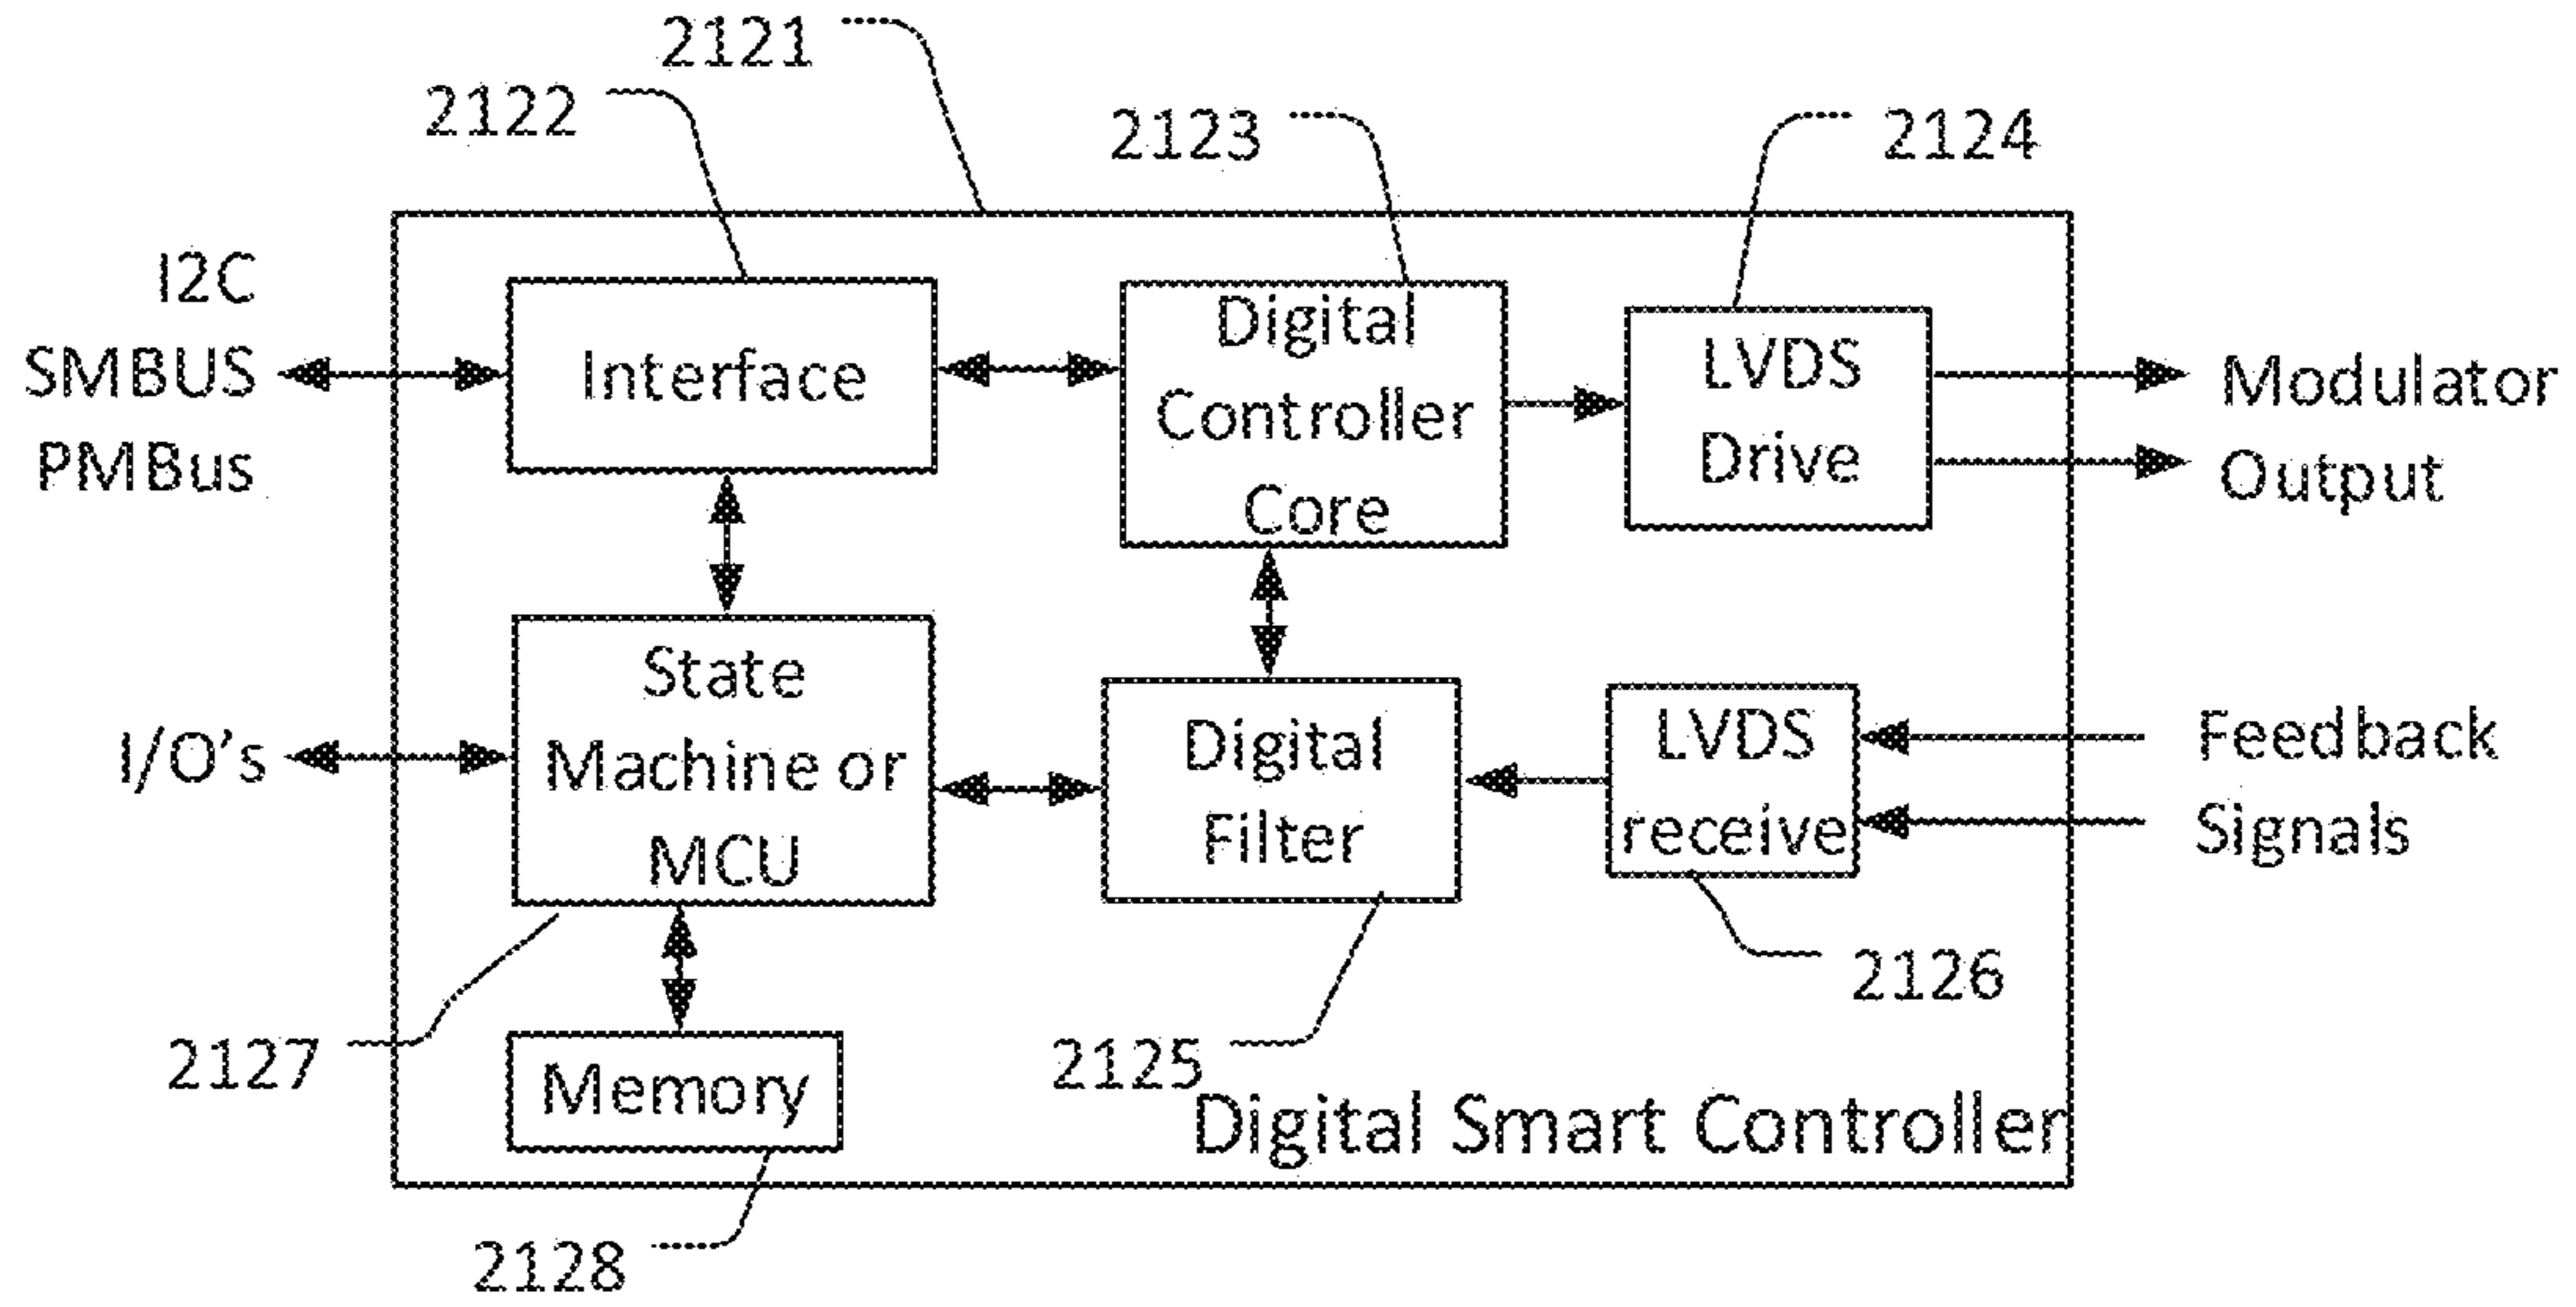 2121
2122
2123
2124
I2C
SMBUS
PMBus
Interface
Digital
Controller
Core
LVDS
Drive
Modulator
Output
I/O's
State
Machine or
MCU
Digital
Filter
LVDS
receive
Feedback
Signals
2126
2127
Memory
2125
Digital Smart Controller
2128